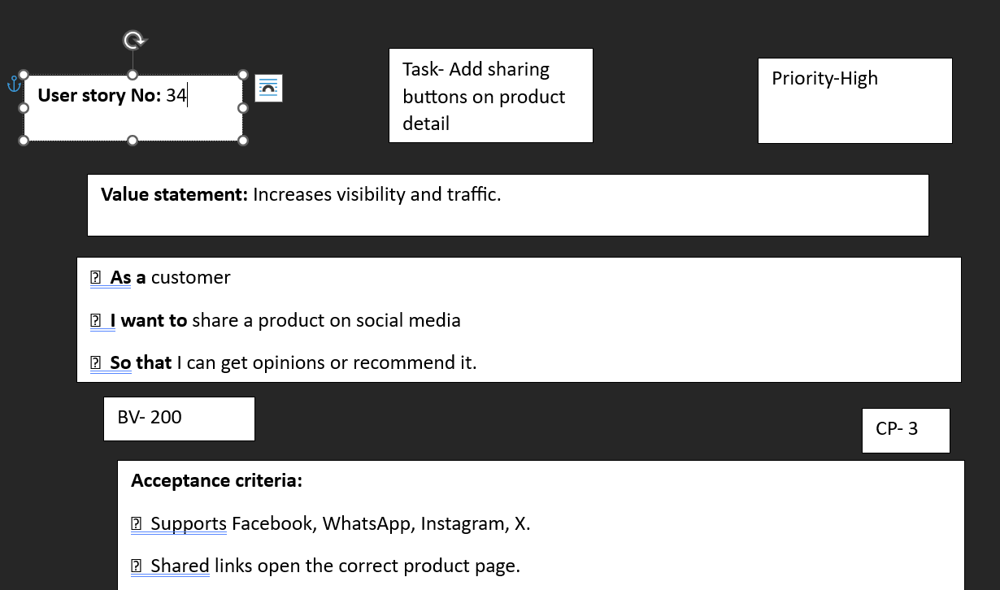 User story No: 34
Task- Add sharing
buttons on product
detail
Priority-High
Value statement: Increases visibility and traffic.
As a customer
I want to share a product on social media
So that I can get opinions or recommend it.
BV- 200
CP- 3
Acceptance criteria:
Supports Facebook, WhatsApp, Instagram, X.
Shared links open the correct product page.